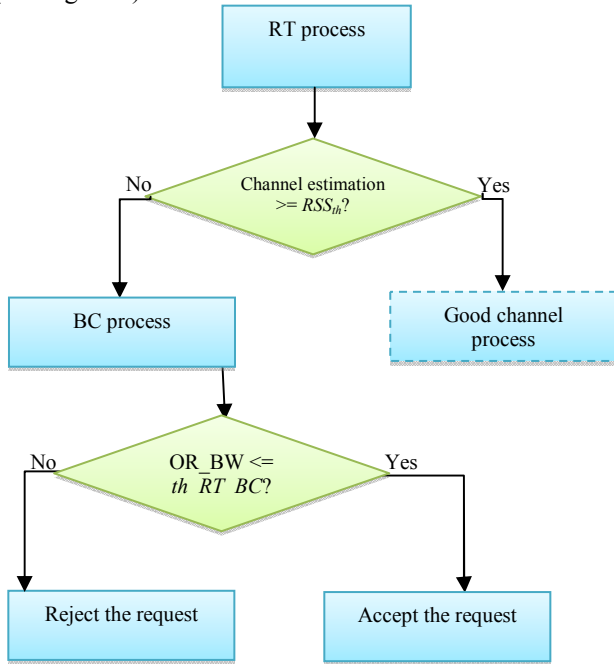 RT process
Channel estimation
>= RSSth?
No
Yes
BC process
Good channel
process
OR_BW <=
th RT BC?
No
Yes
Reject the request
Accept the request